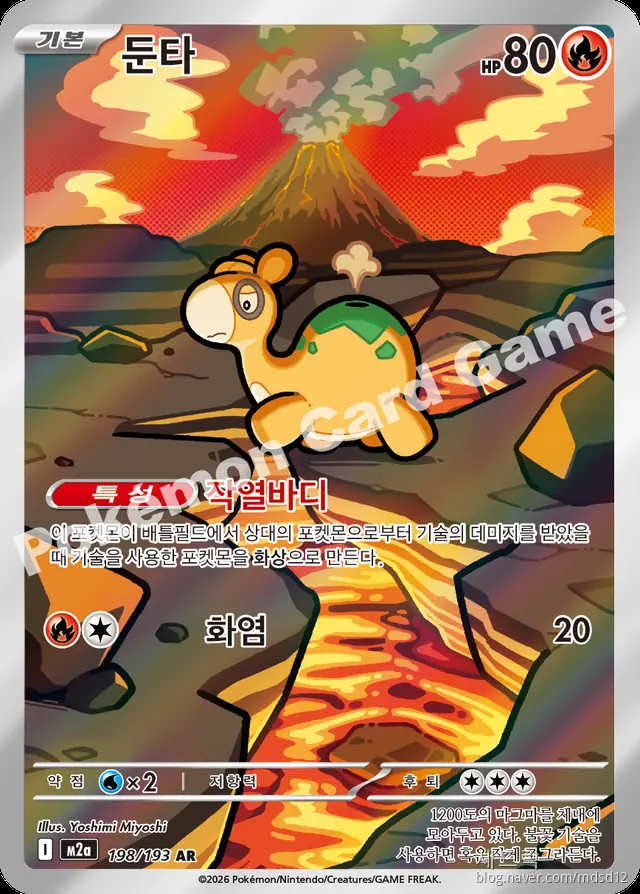 기본 둔타 HP 80
Pokémon Card Game
특성 작열바디
이 포켓몬이 배틀필드에서 상대의 포켓몬으로부터 기술의 데미지를 받았을
때 기술을 사용한 포켓몬을 화상으로 만든다.
화염 20
약점 ×2 저항력 후퇴
1200도의 마그마를 체내에
모아두고 있다. 불꽃 기술을
사용하면 혹은 작게 오그라든다.
Illus. Yoshimi Miyoshi
I M2a 198/193 AR
©2026 Pokémon/Nintendo/Creatures/GAME FREAK.
blog.naver.com/mdsd12